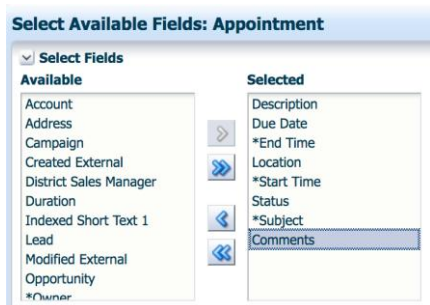 Select Available Fields: Appointment
Select Fields
Available
Account
Address
Campaign
Created External
District Sales Manager
Duration
Indexed Short Text 1
Lead
Modified External
Opportunity
*Owner
Selected
Description
Due Date
*End Time
Location
*Start Time
Status
*Subject
Comments